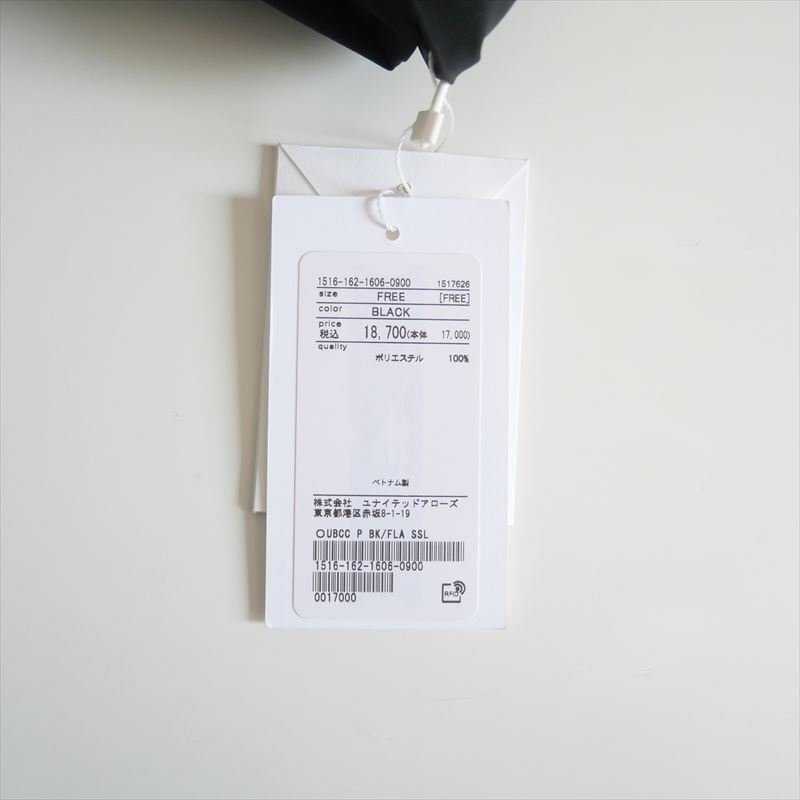 1516-162-1606-0900 1517626
size FREE [FREE]
color BLACK
price
税込 18,700(本体 17,000)
quality
ポリエステル 100%
ベトナム製
株式会社 ユナイテッドアローズ
東京都港区赤坂8-1-19
○UBCC P BK/FLA SSL
1516-162-1606-0900
0017000
RFID